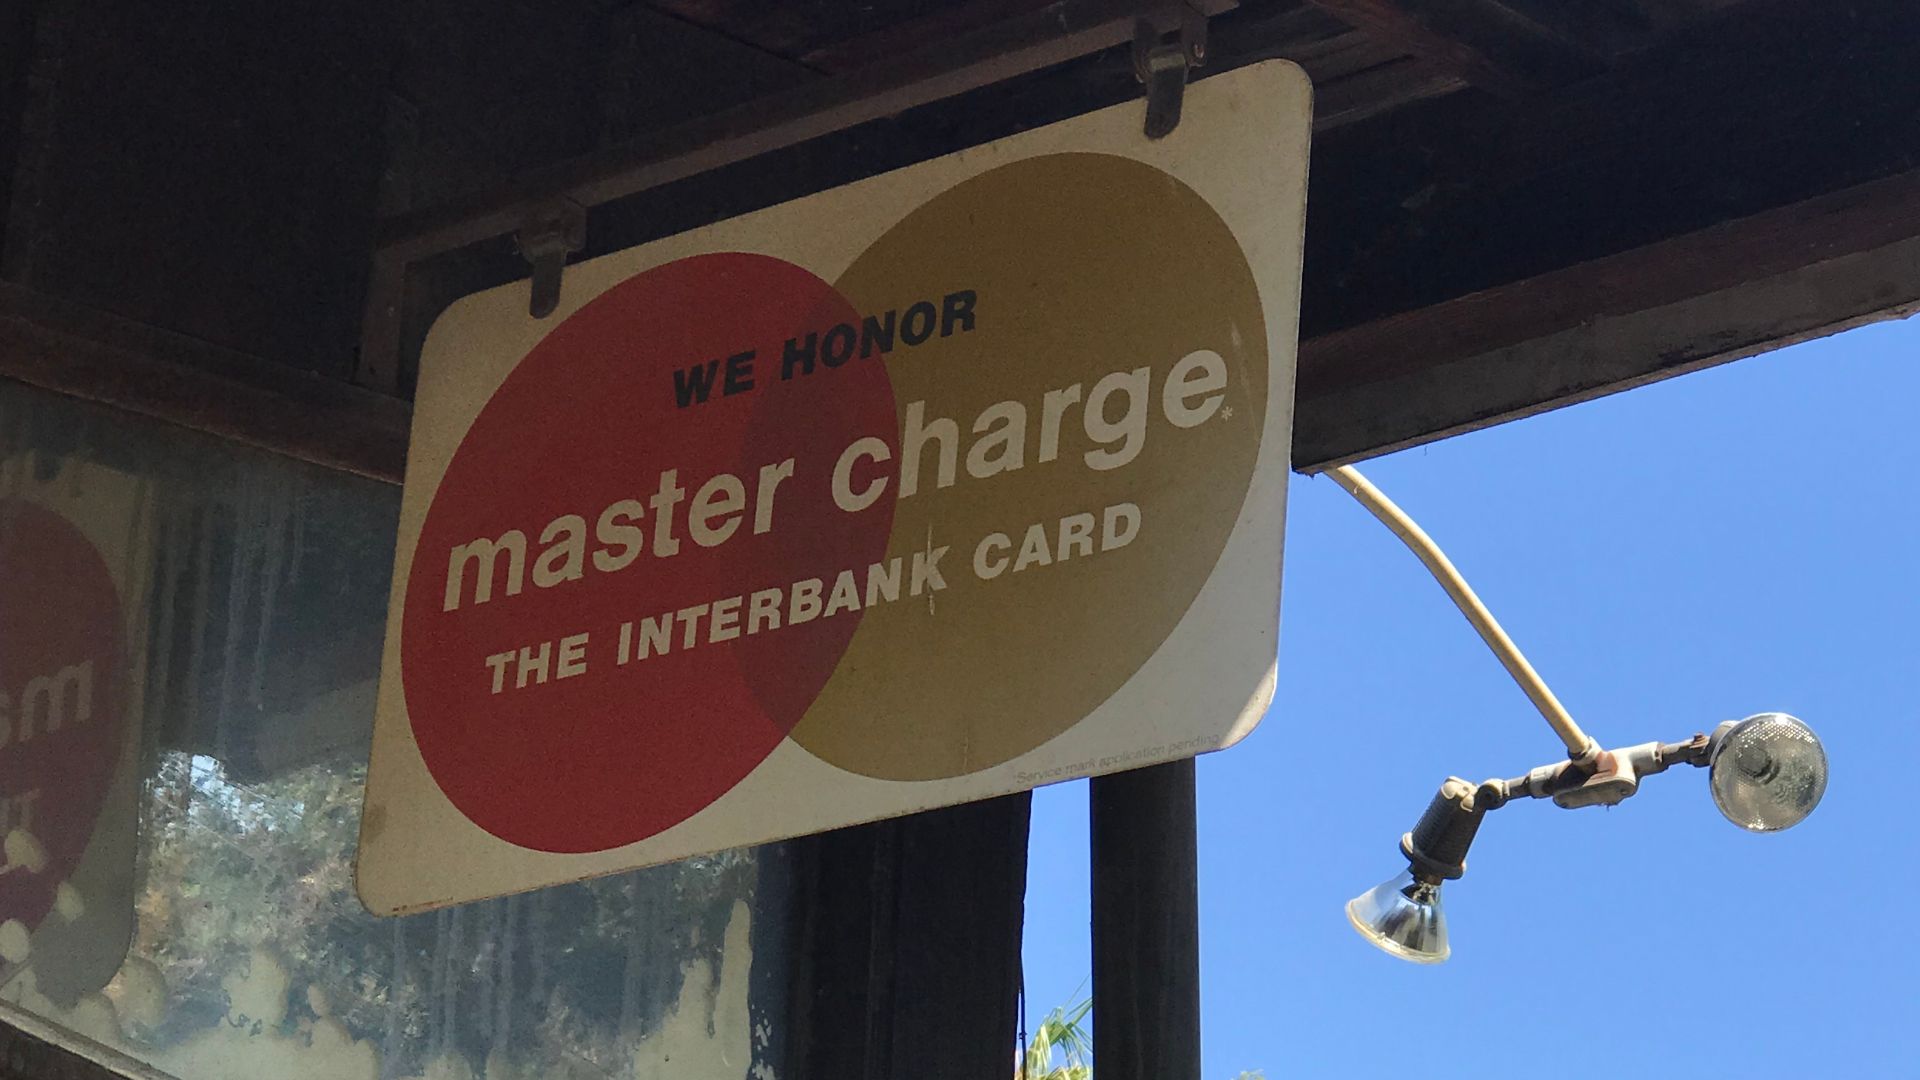 WE HONOR
master charge*
THE INTERBANK CARD
*Service mark application pending